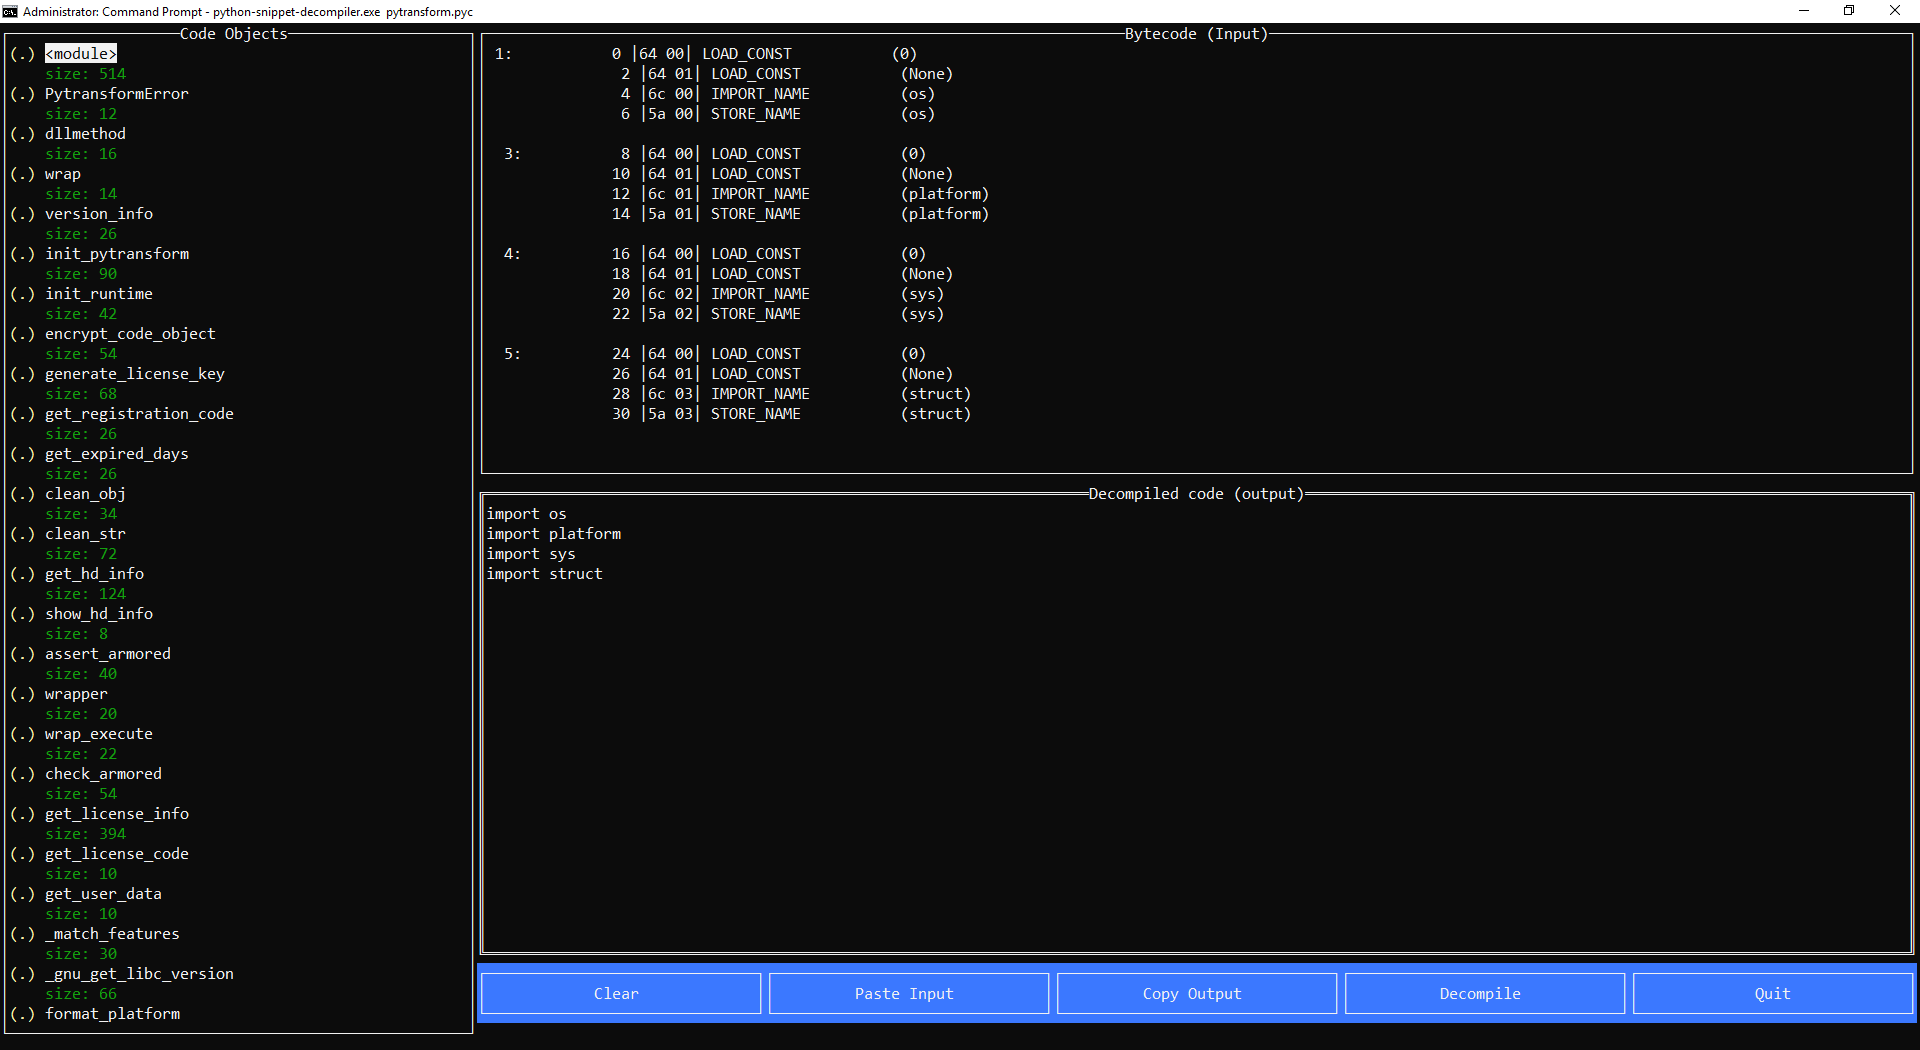 Administrator: Command Prompt - python-snippet-decompiler.exe  pytransform.pyc
Code Objects
(.) <module>
size: 514
(.) PytransformError
size: 12
(.) dllmethod
size: 16
(.) wrap
size: 14
(.) version_info
size: 26
(.) init_pytransform
size: 90
(.) init_runtime
size: 42
(.) encrypt_code_object
size: 54
(.) generate_license_key
size: 68
(.) get_registration_code
size: 26
(.) get_expired_days
size: 26
(.) clean_obj
size: 34
(.) clean_str
size: 72
(.) get_hd_info
size: 124
(.) show_hd_info
size: 8
(.) assert_armored
size: 40
(.) wrapper
size: 20
(.) wrap_execute
size: 22
(.) check_armored
size: 54
(.) get_license_info
size: 394
(.) get_license_code
size: 10
(.) get_user_data
size: 10
(.) _match_features
size: 30
(.) _gnu_get_libc_version
size: 66
(.) format_platform
Bytecode (Input)
1: 0 |64 00| LOAD_CONST (0)
2 |64 01| LOAD_CONST (None)
4 |6c 00| IMPORT_NAME (os)
6 |5a 00| STORE_NAME (os)
3: 8 |64 00| LOAD_CONST (0)
10 |64 01| LOAD_CONST (None)
12 |6c 01| IMPORT_NAME (platform)
14 |5a 01| STORE_NAME (platform)
4: 16 |64 00| LOAD_CONST (0)
18 |64 01| LOAD_CONST (None)
20 |6c 02| IMPORT_NAME (sys)
22 |5a 02| STORE_NAME (sys)
5: 24 |64 00| LOAD_CONST (0)
26 |64 01| LOAD_CONST (None)
28 |6c 03| IMPORT_NAME (struct)
30 |5a 03| STORE_NAME (struct)
Decompiled code (output)
import os
import platform
import sys
import struct
Clear Paste Input Copy Output Decompile Quit